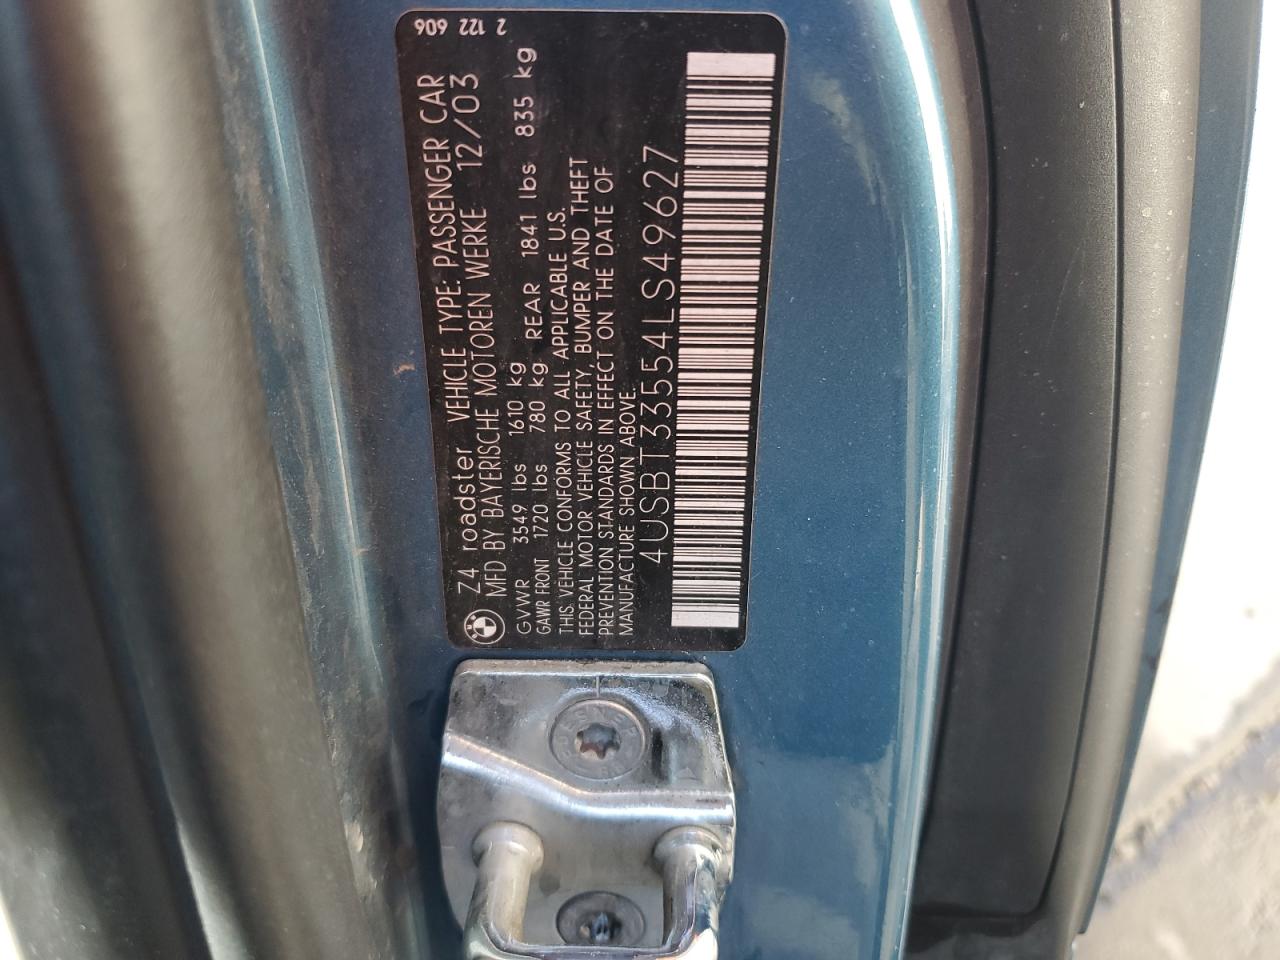 2 122 606
Z4 roadster VEHICLE TYPE: PASSENGER CAR
MFD BY BAYERISCHE MOTOREN WERKE 12/03
GVWR 3549 lbs 1610 kg
GAWR FRONT 1720 lbs 780 kg REAR 1841 lbs 835 kg
THIS VEHICLE CONFORMS TO ALL APPLICABLE U.S.
FEDERAL MOTOR VEHICLE SAFETY, BUMPER AND THEFT
PREVENTION STANDARDS IN EFFECT ON THE DATE OF
MANUFACTURE SHOWN ABOVE.
4USBT33554LS49627